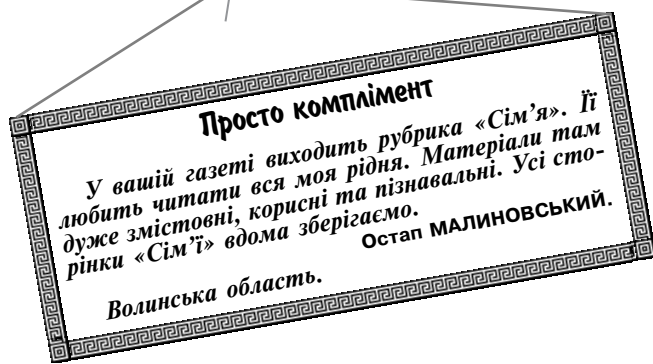 Просто комплімент
У вашій газеті виходить рубрика «Сім’я». Її
любить читати вся моя рідня. Матеріали там
дуже змістовні, корисні та пізнавальні. Усі сто-
рінки «Сім’ї» вдома зберігаємо.
Остап МАЛИНОВСЬКИЙ.
Волинська область.